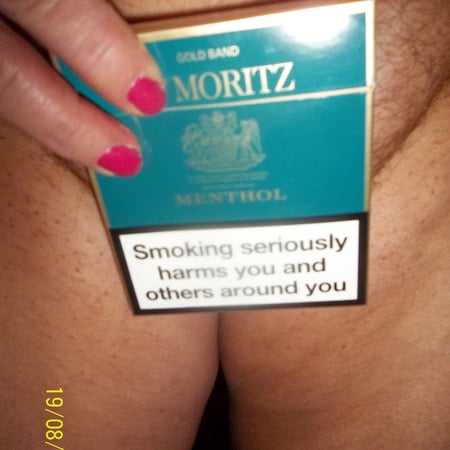 GOLD BAND
MORITZ
MENTHOL
Smoking seriously
harms you and
others around you
19/08/